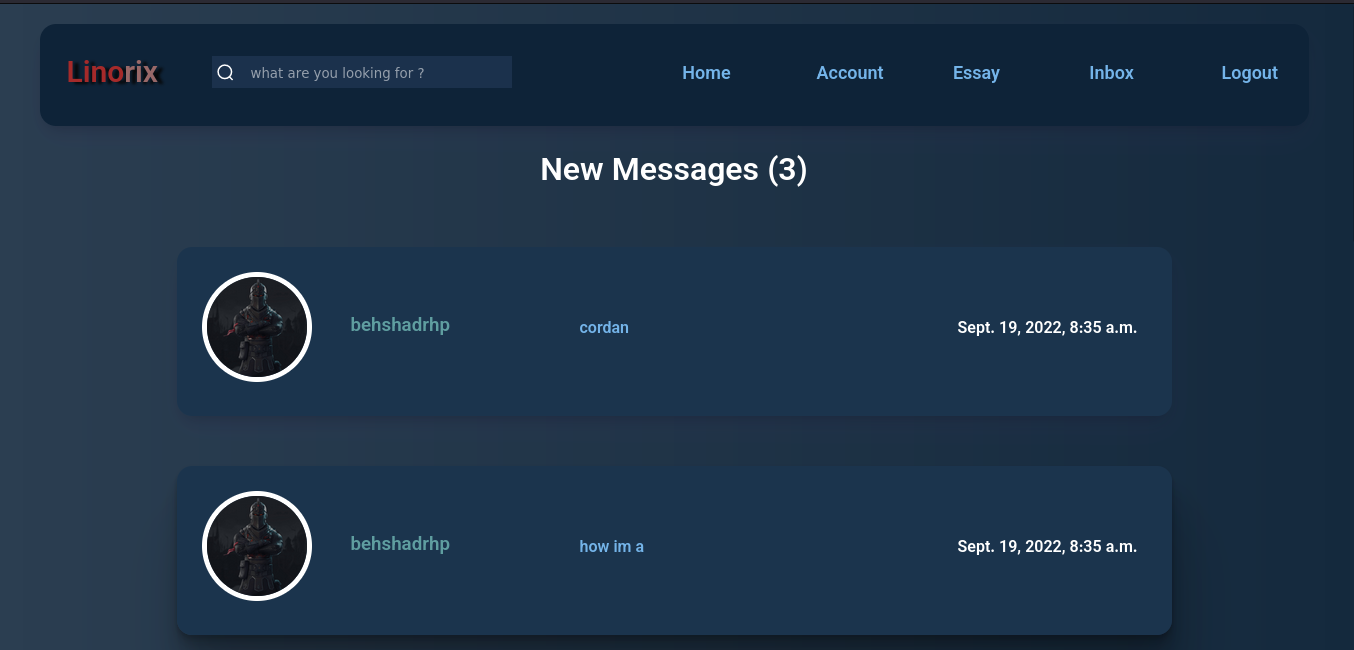 Linorix
what are you looking for ?
Home
Account
Essay
Inbox
Logout
New Messages (3)
behshadrhp
cordan
Sept. 19, 2022, 8:35 a.m.
behshadrhp
how im a
Sept. 19, 2022, 8:35 a.m.